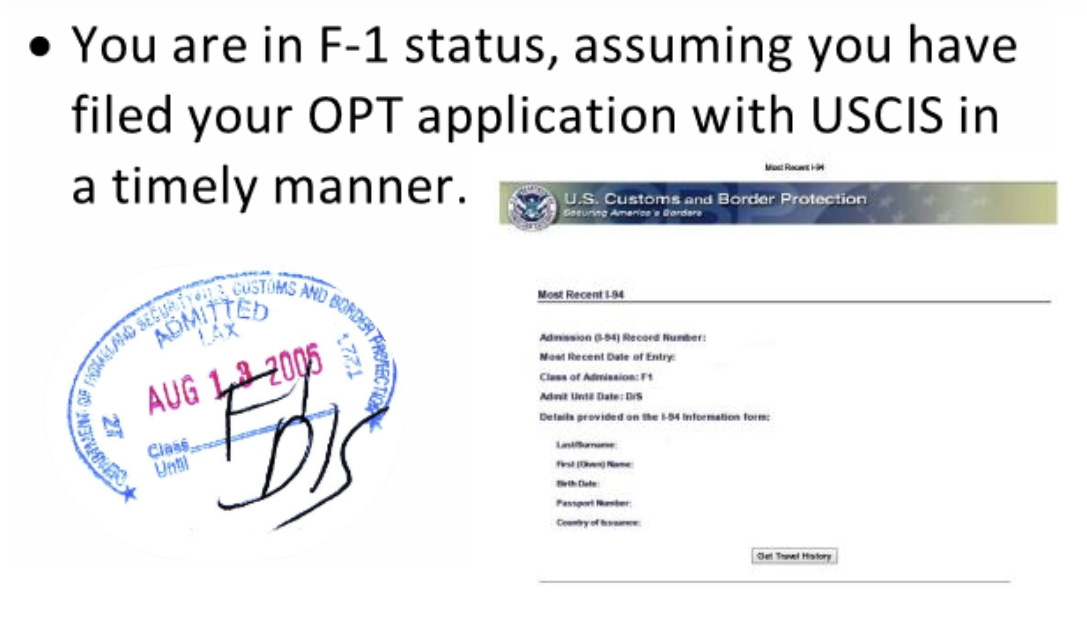 • You are in F-1 status, assuming you have
filed your OPT application with USCIS in
a timely manner.
Most Recent I-94
U.S. Customs and Border Protection
Securing America's Borders
Most Recent I-94
Admission (I-94) Record Number:
Most Recent Date of Entry:
Class of Admission: F1
Admit Until Date: D/S
Details provided on the I-94 Information form:
Last/Surname:
First (Given) Name:
Birth Date:
Passport Number:
Country of Issuance:
Get Travel History
DEPARTMENT OF HOMELAND SECURITY U.S. CUSTOMS AND BORDER PROTECTION
ADMITTED
LAX
1771
AUG 13 2005
27
Class
Until
F1
D/S